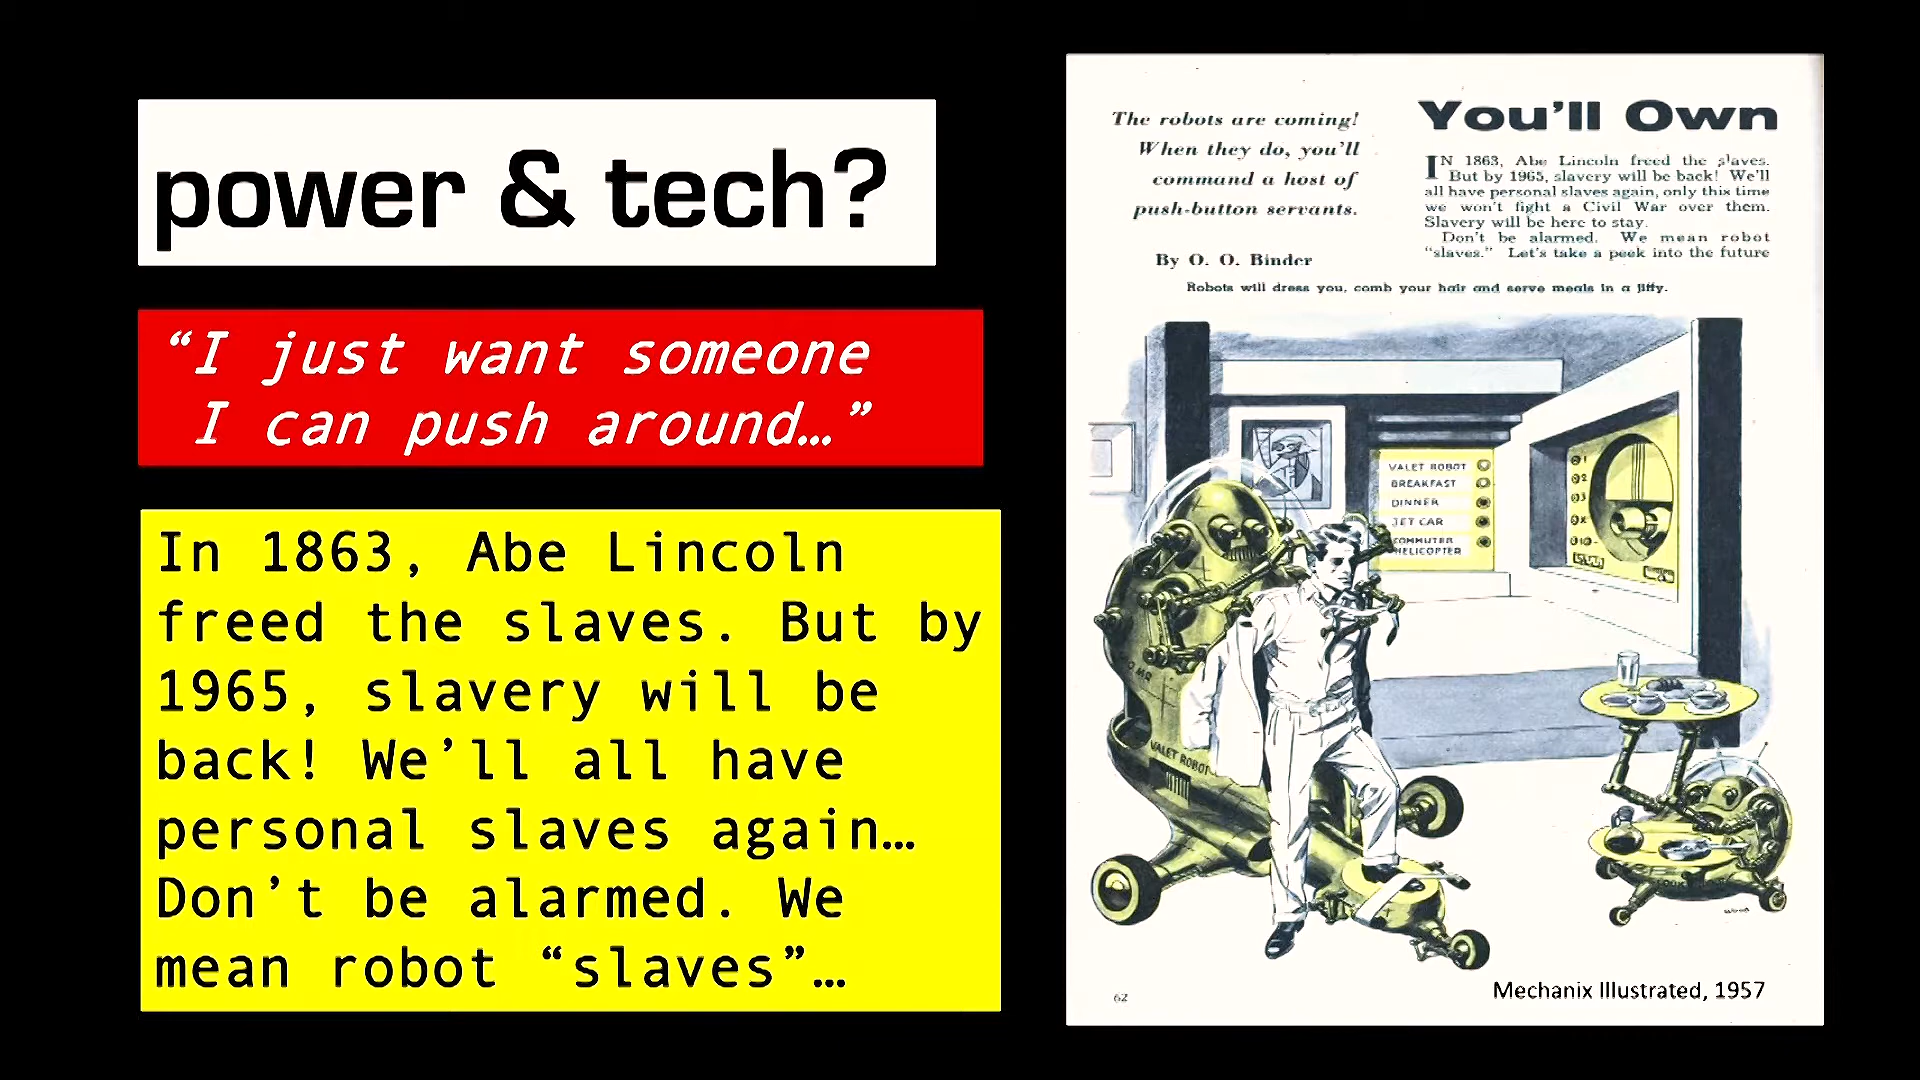 power & tech?
“I just want someone
I can push around…”
In 1863, Abe Lincoln
freed the slaves. But by
1965, slavery will be
back! We’ll all have
personal slaves again…
Don’t be alarmed. We
mean robot “slaves”…
The robots are coming!
When they do, you’ll
command a host of
push-button servants.
By O. O. Binder
You’ll Own
IN 1863, Abe Lincoln freed the slaves.
But by 1965, slavery will be back! We’ll
all have personal slaves again, only this time
we won’t fight a Civil War over them.
Slavery will be here to stay.
Don’t be alarmed. We mean robot
“slaves.” Let’s take a peek into the future
Robots will dress you, comb your hair and serve meals in a jiffy.
VALET ROBOT
BREAKFAST
DINNER
JET CAR
COMMUTER
HELICOPTER
VALET ROBOT
62
Mechanix Illustrated, 1957